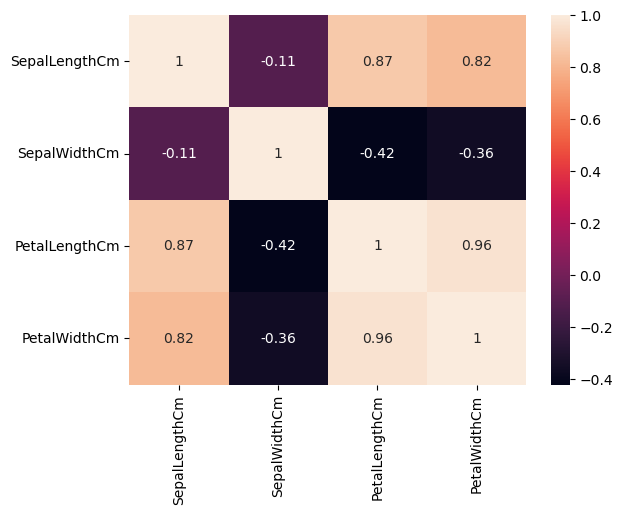 SepalLengthCm 1 -0.11 0.87 0.82
SepalWidthCm -0.11 1 -0.42 -0.36
PetalLengthCm 0.87 -0.42 1 0.96
PetalWidthCm 0.82 -0.36 0.96 1
SepalLengthCm
SepalWidthCm
PetalLengthCm
PetalWidthCm
1.0
0.8
0.6
0.4
0.2
0.0
−0.2
−0.4